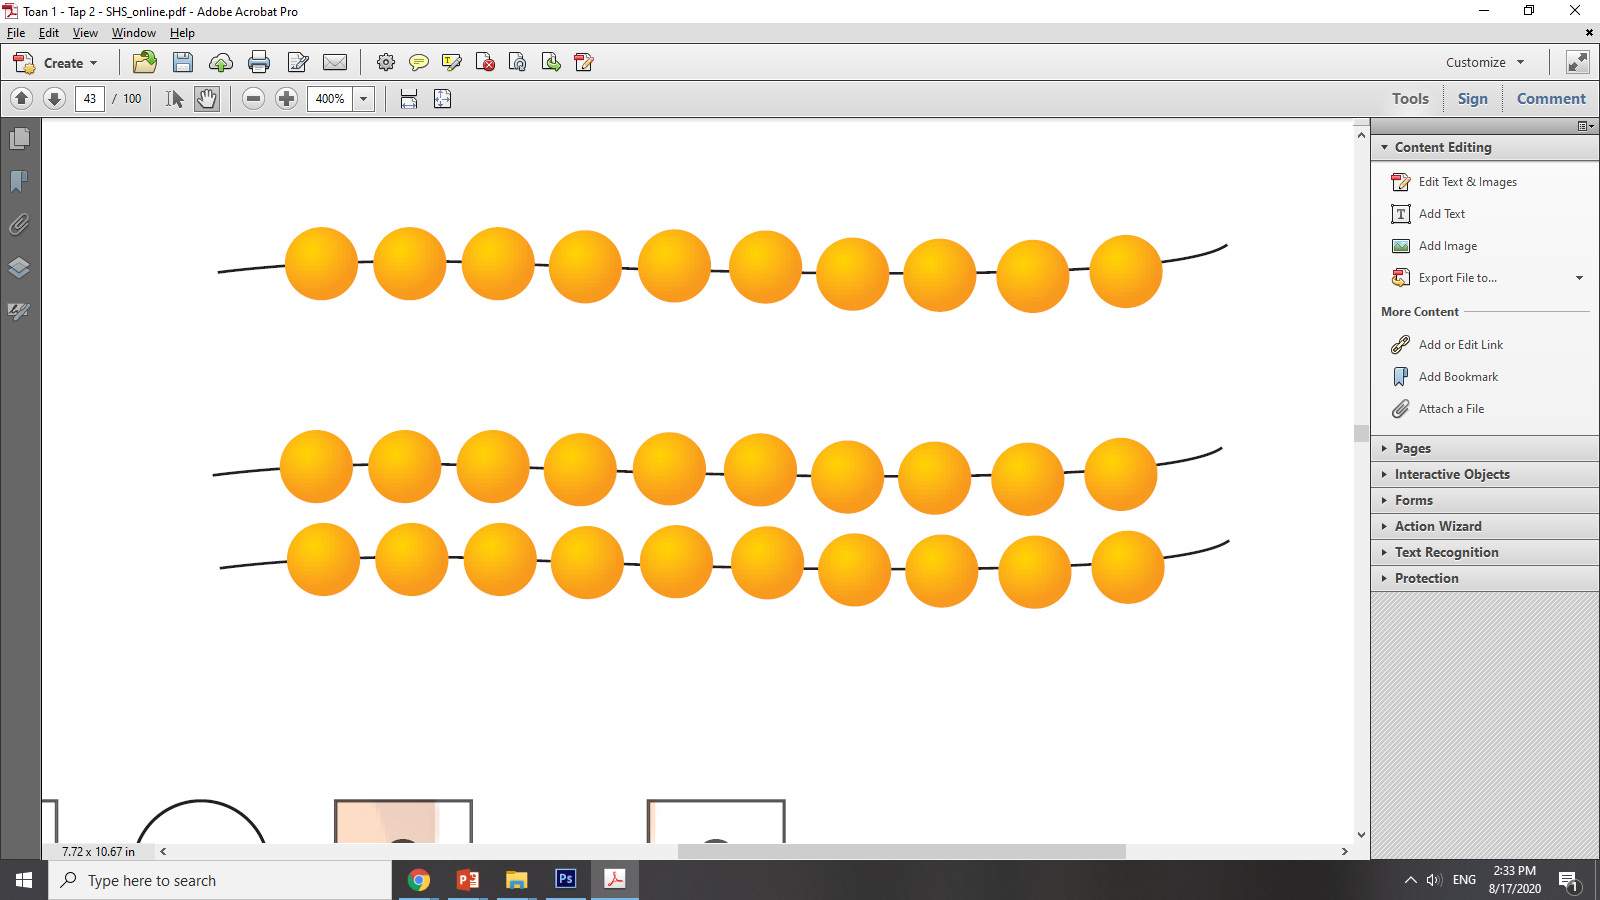 Toan 1 - Tap 2 - SHS_online.pdf - Adobe Acrobat Pro
File Edit View Window Help
Create
Customize
43 / 100
400%
Tools Sign Comment
Content Editing
Edit Text & Images
Add Text
Add Image
Export File to...
More Content
Add or Edit Link
Add Bookmark
Attach a File
Pages
Interactive Objects
Forms
Action Wizard
Text Recognition
Protection
7.72 x 10.67 in
Type here to search
Ps
ENG
2:33 PM
8/17/2020
1